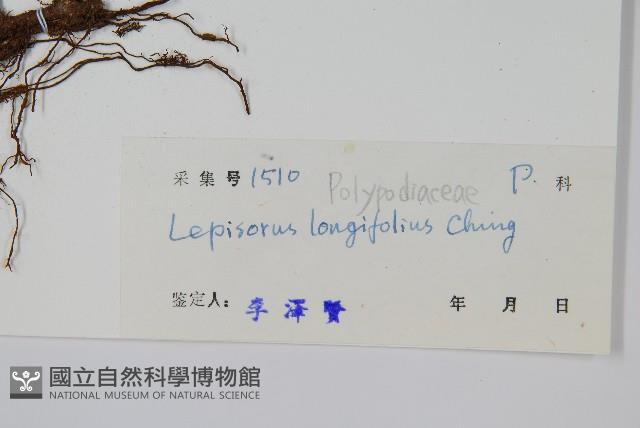 采集号 1510 Polypodiaceae P. 科
Lepisorus longifolius Ching
鉴定人: 李泽贤 年 月 日
國立自然科學博物館
NATIONAL MUSEUM OF NATURAL SCIENCE